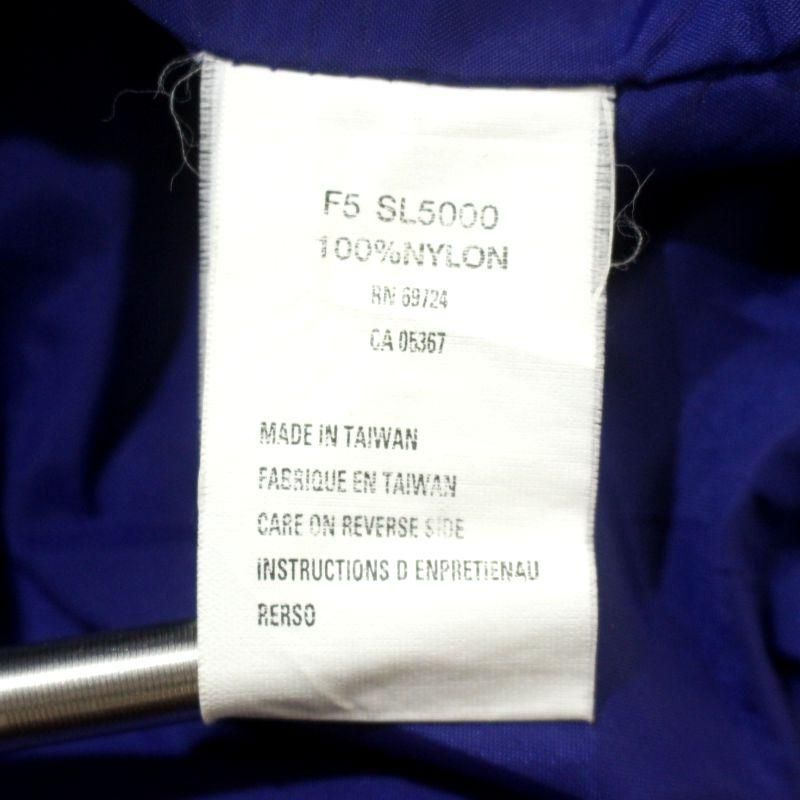 F5 SL5000
100%NYLON
RN 69724
CA 05367
MADE IN TAIWAN
FABRIQUE EN TAIWAN
CARE ON REVERSE SIDE
INSTRUCTIONS D ENPRETIENAU
RERSO